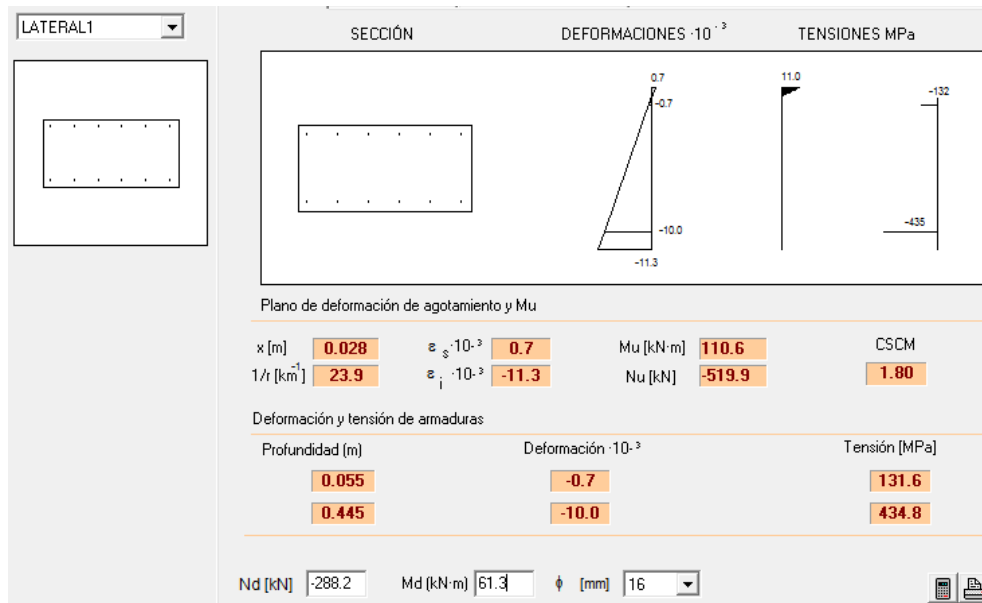 LATERAL1
SECCIÓN DEFORMACIONES ·10⁻³ TENSIONES MPa
0.7 11.0
-0.7 -132
-10.0 -435
-11.3
Plano de deformación de agotamiento y Mu
x [m] 0.028 ε s ·10-³ 0.7 Mu [kN·m] 110.6 CSCM
1/r [km⁻¹] 23.9 ε i ·10-³ -11.3 Nu [kN] -519.9 1.80
Deformación y tensión de armaduras
Profundidad (m) Deformación ·10-³ Tensión [MPa]
0.055 -0.7 131.6
0.445 -10.0 434.8
Nd [kN] -288.2 Md (kN·m) 61.3 ϕ [mm] 16